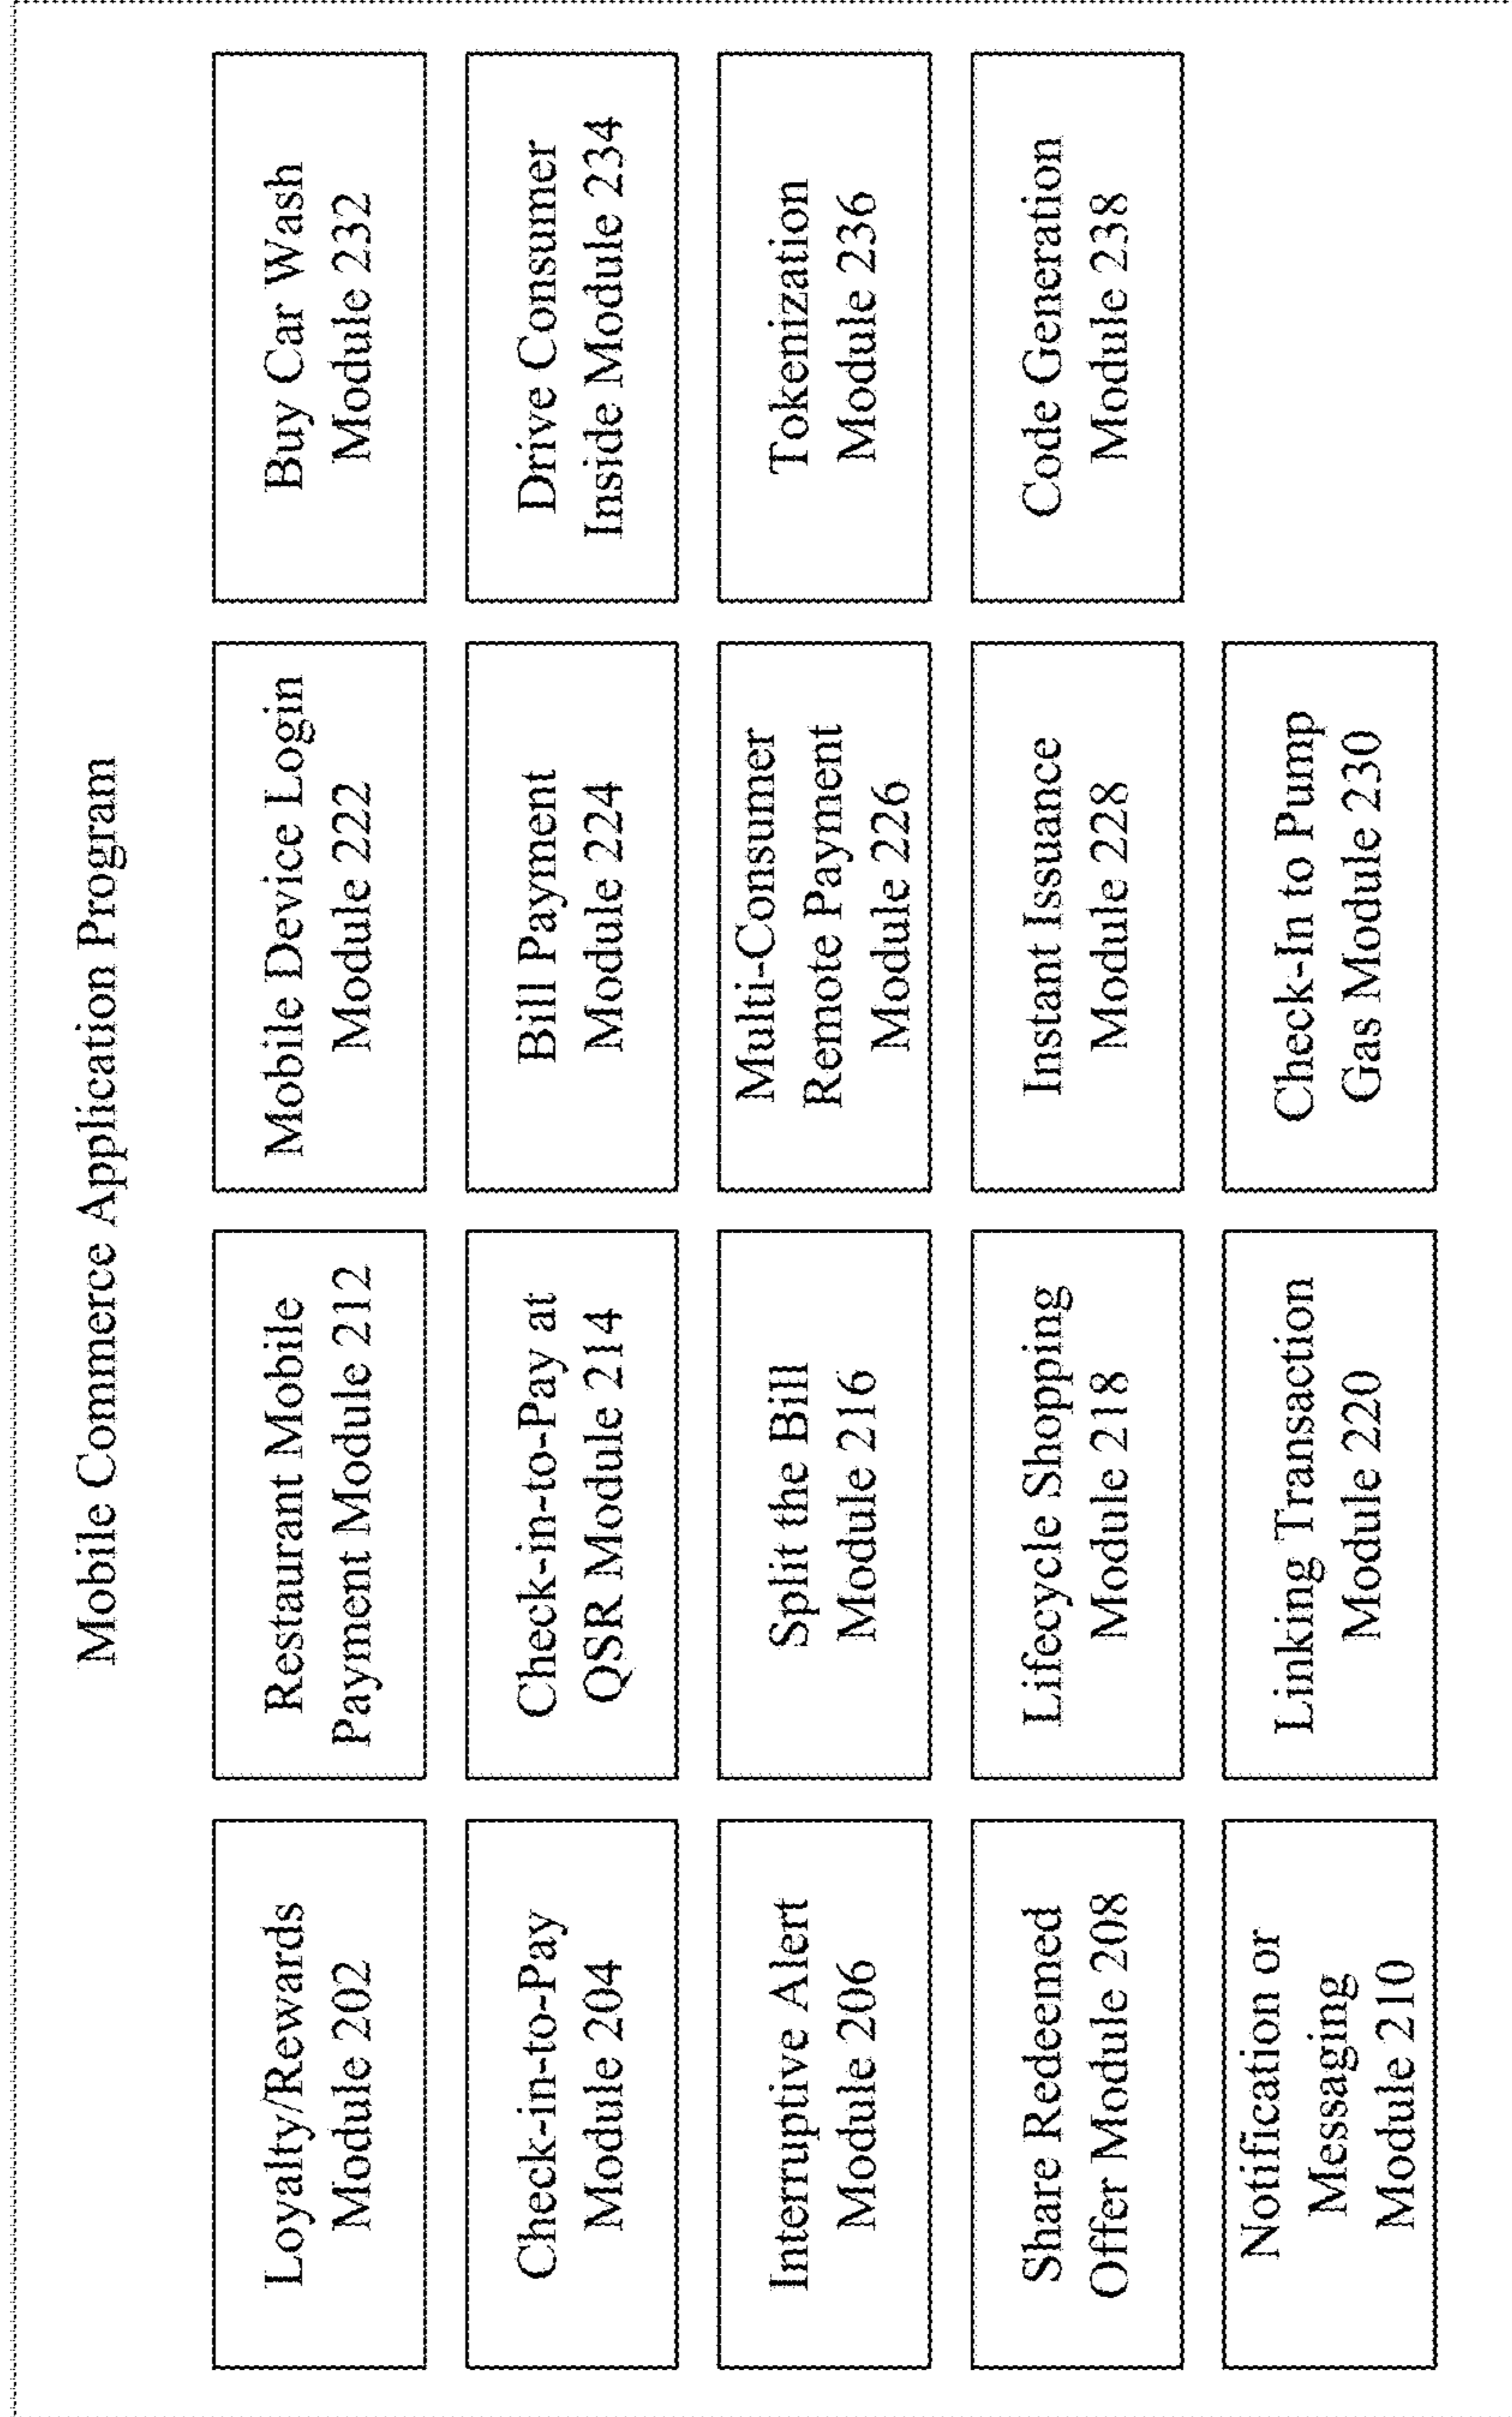 Mobile Commerce Application Program
Loyalty/Rewards
Module 202
Check-in-to-Pay
Module 204
Interruptive Alert
Module 206
Share Redeemed
Offer Module 208
Notification or
Messaging
Module 210
Restaurant Mobile
Payment Module 212
Check-in-to-Pay at
QSR Module 214
Split the Bill
Module 216
Lifecycle Shopping
Module 218
Linking Transaction
Module 220
Mobile Device Login
Module 222
Bill Payment
Module 224
Multi-Consumer
Remote Payment
Module 226
Instant Issuance
Module 228
Check-In to Pump
Gas Module 230
Buy Car Wash
Module 232
Drive Consumer
Inside Module 234
Tokenization
Module 236
Code Generation
Module 238